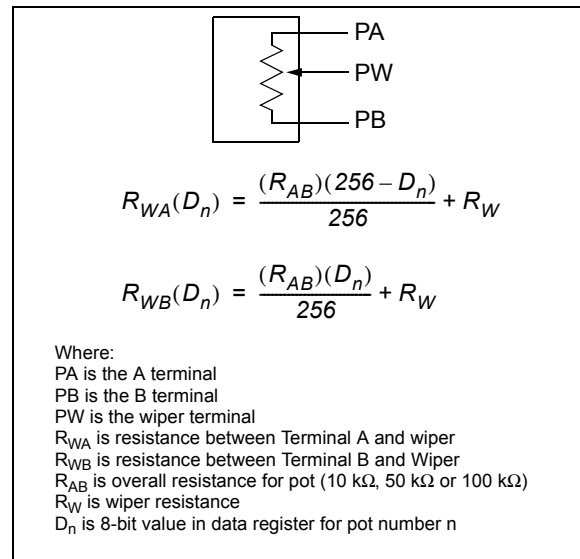 PA
PW
PB
R_WA(D_n) = (R_AB)(256 – D_n) / 256 + R_W
R_WB(D_n) = (R_AB)(D_n) / 256 + R_W
Where:
PA is the A terminal
PB is the B terminal
PW is the wiper terminal
R_WA is resistance between Terminal A and wiper
R_WB is resistance between Terminal B and Wiper
R_AB is overall resistance for pot (10 kΩ, 50 kΩ or 100 kΩ)
R_W is wiper resistance
D_n is 8-bit value in data register for pot number n